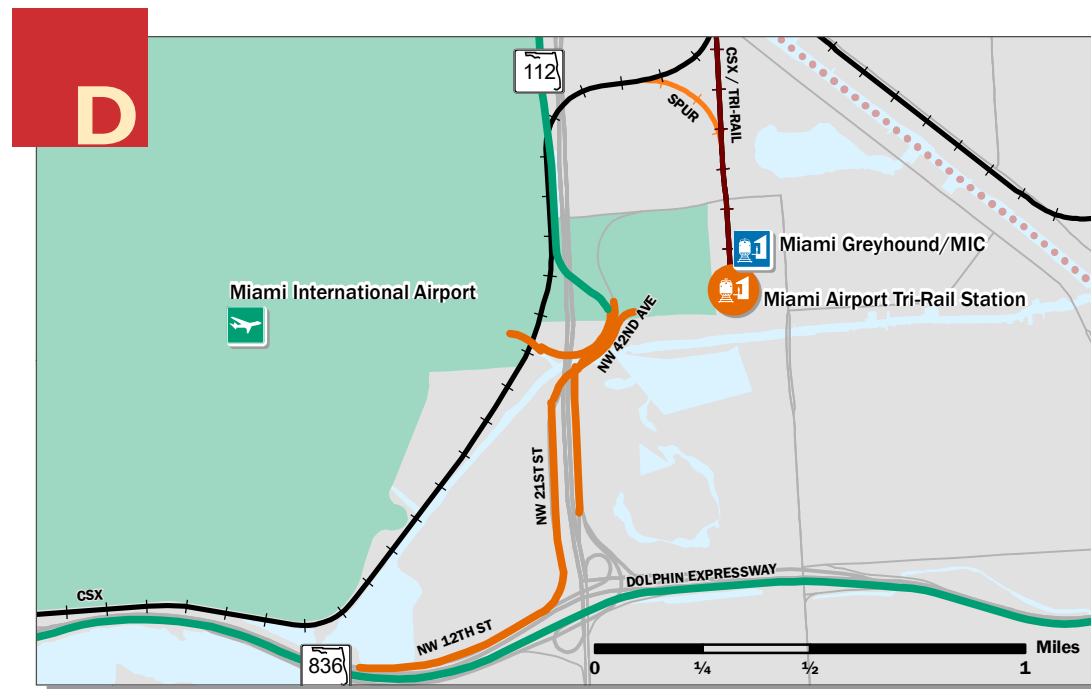 D
112
CSX / TRI-RAIL
SPUR
Miami Greyhound/MIC
Miami International Airport
Miami Airport Tri-Rail Station
NW 42ND AVE
NW 21ST ST
DOLPHIN EXPRESSWAY
CSX
NW 12TH ST
836
Miles
0 ¼ ½ 1